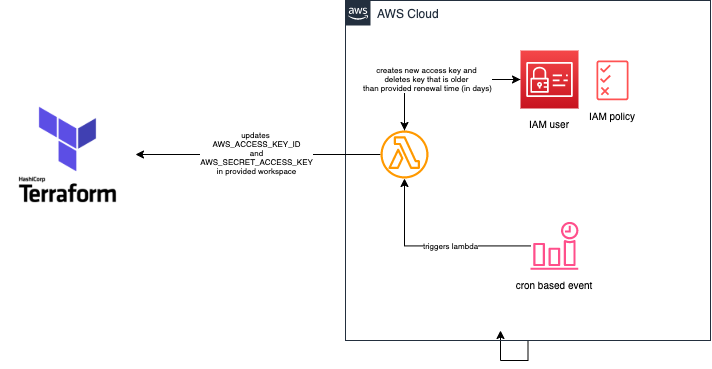 aws
AWS Cloud
creates new access key and
deletes key that is older
than provided renewal time (in days)
IAM user
IAM policy
updates
AWS_ACCESS_KEY_ID
and
AWS_SECRET_ACCESS_KEY
in provided workspace
HashiCorp
Terraform
triggers lambda
cron based event